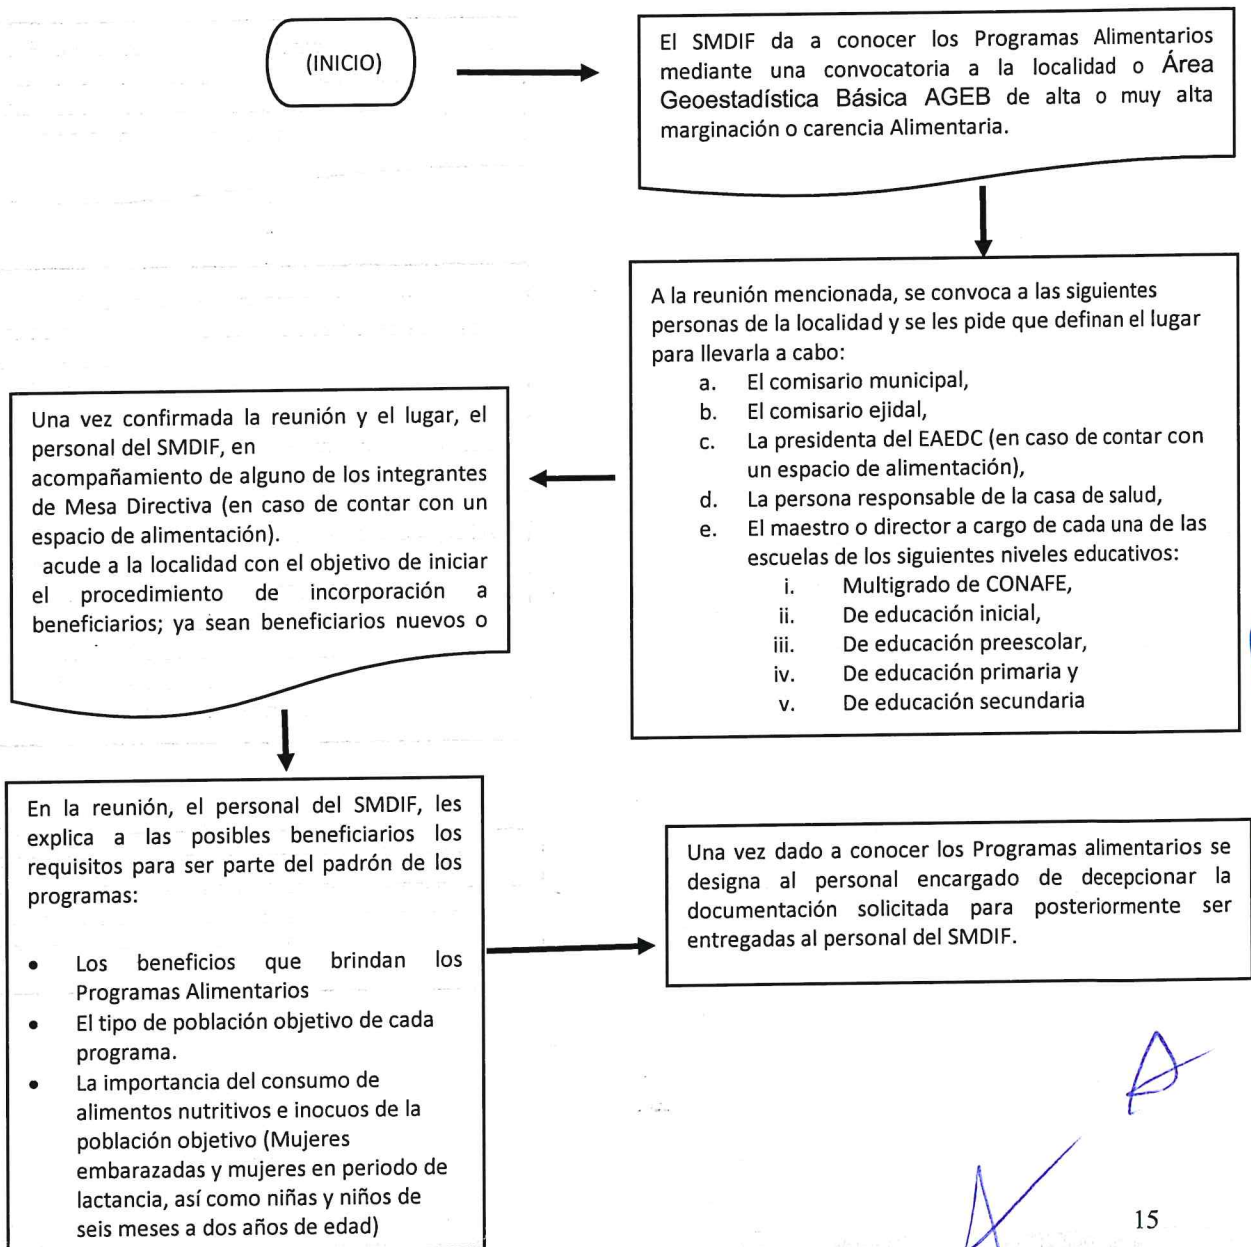 (INICIO)
El SMDIF da a conocer los Programas Alimentarios
mediante una convocatoria a la localidad o Área
Geoestadística Básica AGEB de alta o muy alta
marginación o carencia Alimentaria.
A la reunión mencionada, se convoca a las siguientes
personas de la localidad y se les pide que definan el lugar
para llevarla a cabo:
a. El comisario municipal,
b. El comisario ejidal,
c. La presidenta del EAEDC (en caso de contar con
un espacio de alimentación),
d. La persona responsable de la casa de salud,
e. El maestro o director a cargo de cada una de las
escuelas de los siguientes niveles educativos:
i. Multigrado de CONAFE,
ii. De educación inicial,
iii. De educación preescolar,
iv. De educación primaria y
v. De educación secundaria
Una vez confirmada la reunión y el lugar, el
personal del SMDIF, en
acompañamiento de alguno de los integrantes
de Mesa Directiva (en caso de contar con un
espacio de alimentación).
acude a la localidad con el objetivo de iniciar
el procedimiento de incorporación a
beneficiarios; ya sean beneficiarios nuevos o
En la reunión, el personal del SMDIF, les
explica a las posibles beneficiarios los
requisitos para ser parte del padrón de los
programas:
• Los beneficios que brindan los
Programas Alimentarios
• El tipo de población objetivo de cada
programa.
• La importancia del consumo de
alimentos nutritivos e inocuos de la
población objetivo (Mujeres
embarazadas y mujeres en periodo de
lactancia, así como niñas y niños de
seis meses a dos años de edad)
Una vez dado a conocer los Programas alimentarios se
designa al personal encargado de decepcionar la
documentación solicitada para posteriormente ser
entregadas al personal del SMDIF.
15